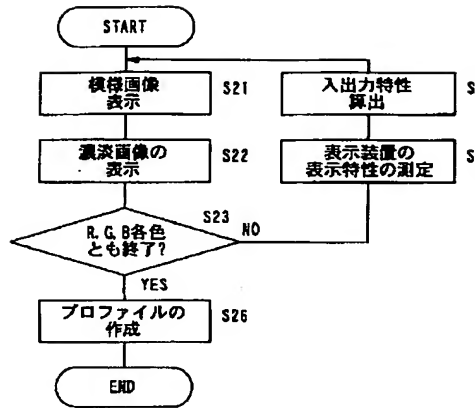 START
模様画像
表示
S21
濃淡画像の
表示
S22
R,G,B各色
とも終了?
S23
NO
YES
プロファイルの
作成
S26
END
入出力特性
算出
S
表示装置の
表示特性の測定
S